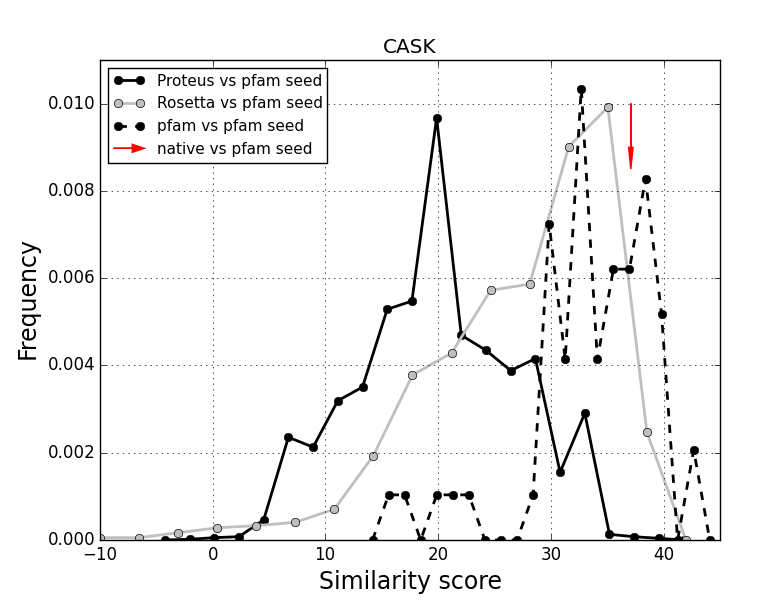 CASK
Proteus vs pfam seed
Rosetta vs pfam seed
pfam vs pfam seed
native vs pfam seed
0.010
0.008
0.006
0.004
0.002
0.000
Frequency
−10 0 10 20 30 40
Similarity score